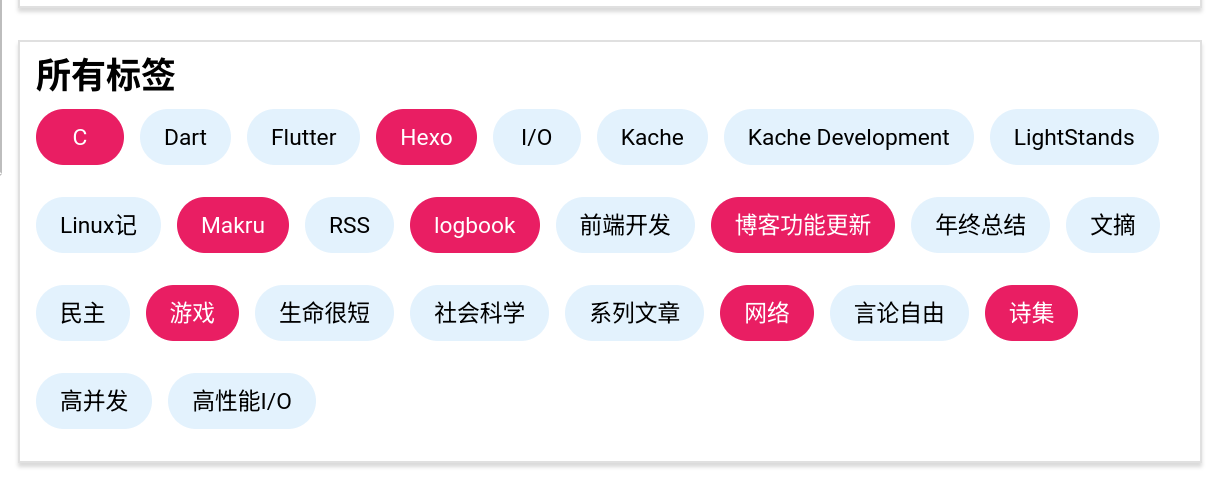 所有标签
C Dart Flutter Hexo I/O Kache Kache Development LightStands
Linux记 Makru RSS logbook 前端开发 博客功能更新 年终总结 文摘
民主 游戏 生命很短 社会科学 系列文章 网络 言论自由 诗集
高并发 高性能I/O